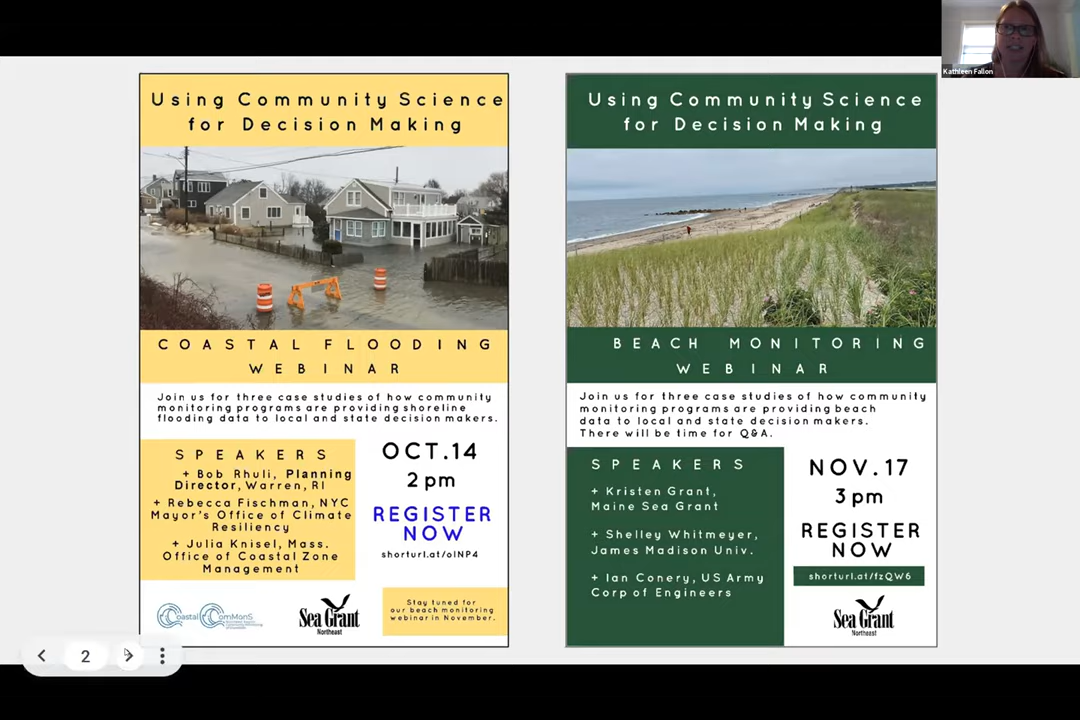 Kathleen Fallon
Using Community Science
for Decision Making
COASTAL FLOODING
WEBINAR
Join us for three case studies of how community
monitoring programs are providing shoreline
flooding data to local and state decision makers.
SPEAKERS
+ Bob Rhuli, Planning
Director, Warren, RI
+ Rebecca Fischman, NYC
Mayor's Office of Climate
Resiliency
+ Julia Knisel, Mass.
Office of Coastal Zone
Management
OCT.14
2 pm
REGISTER
NOW
shorturl.at/olNP4
Stay tuned for
our beach monitoring
webinar in November.
Coastal ComMonS
Sea Grant
Northeast
Using Community Science
for Decision Making
BEACH MONITORING
WEBINAR
Join us for three case studies of how community
monitoring programs are providing beach
data to local and state decision makers.
There will be time for Q&A.
SPEAKERS
+ Kristen Grant,
Maine Sea Grant
+ Shelley Whitmeyer,
James Madison Univ.
+ Ian Conery, US Army
Corp of Engineers
NOV.17
3 pm
REGISTER
NOW
shorturl.at/fzQW6
Sea Grant
Northeast
2